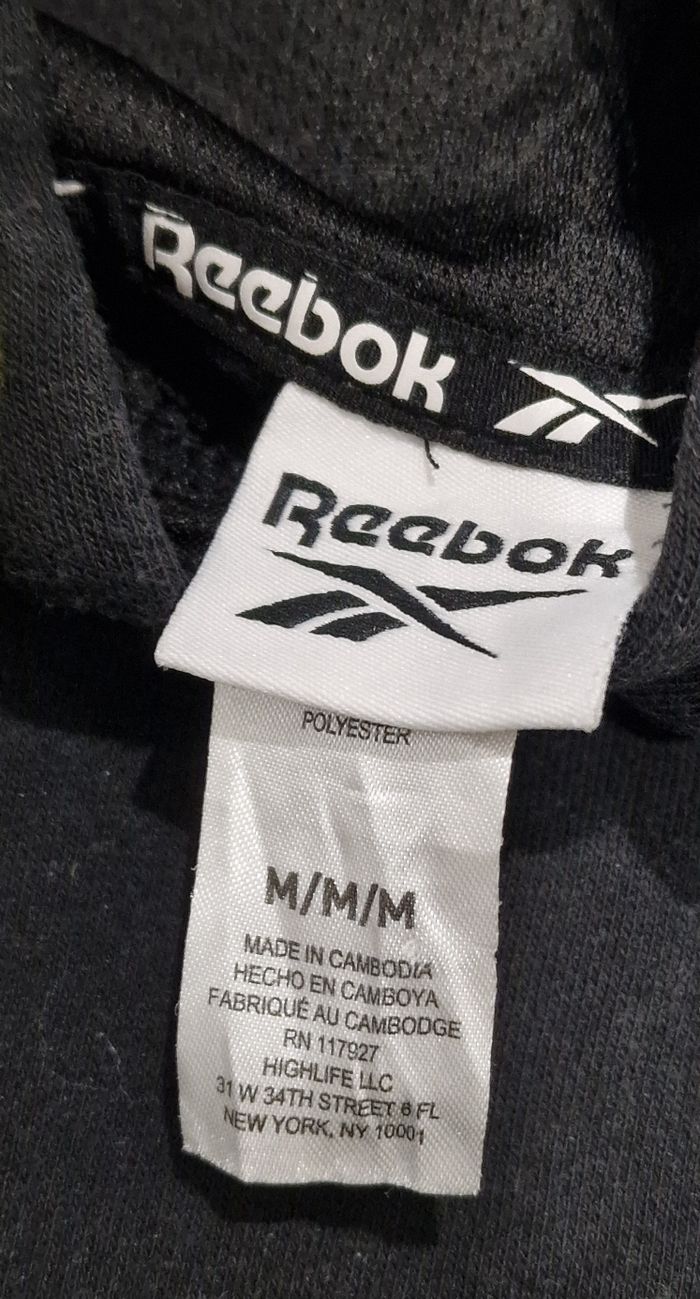 Reebok
Reebok
POLYESTER
M/M/M
MADE IN CAMBODIA
HECHO EN CAMBOYA
FABRIQUÉ AU CAMBODGE
RN 117927
HIGHLIFE LLC
31 W 34TH STREET 6 FL
NEW YORK, NY 10001